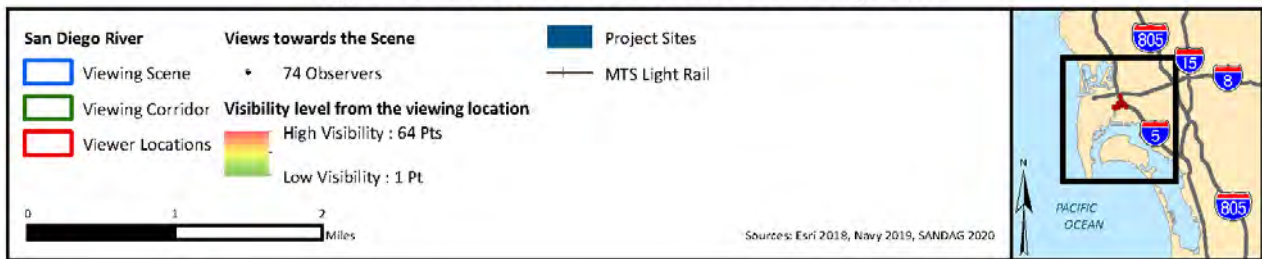 San Diego River
Viewing Scene
Viewing Corridor
Viewer Locations
Views towards the Scene
74 Observers
Visibility level from the viewing location
High Visibility : 64 Pts
Low Visibility : 1 Pt
Project Sites
MTS Light Rail
0 1 2
Miles
Sources: Esri 2018, Navy 2019, SANDAG 2020
805
15
8
5
N
PACIFIC
OCEAN
805